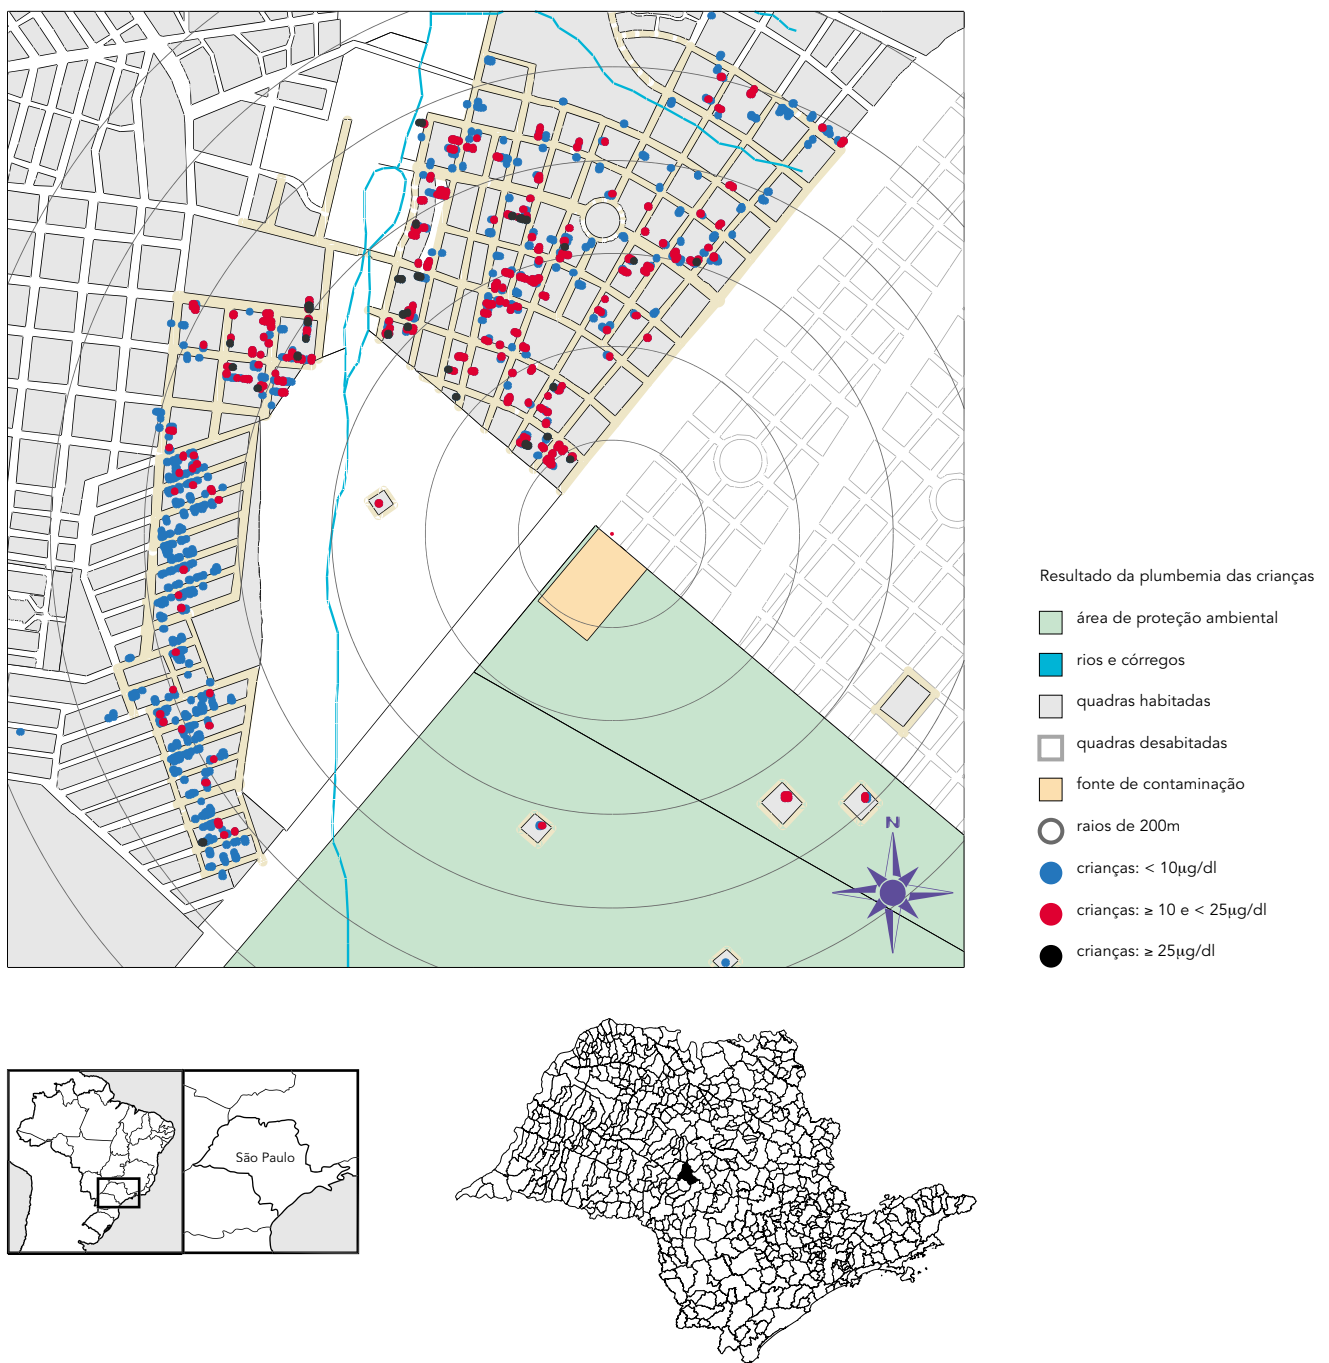 Resultado da plumbemia das crianças
área de proteção ambiental
rios e córregos
quadras habitadas
quadras desabitadas
fonte de contaminação
raios de 200m
crianças: < 10µg/dl
crianças: ≥ 10 e < 25µg/dl
crianças: ≥ 25µg/dl
N
São Paulo